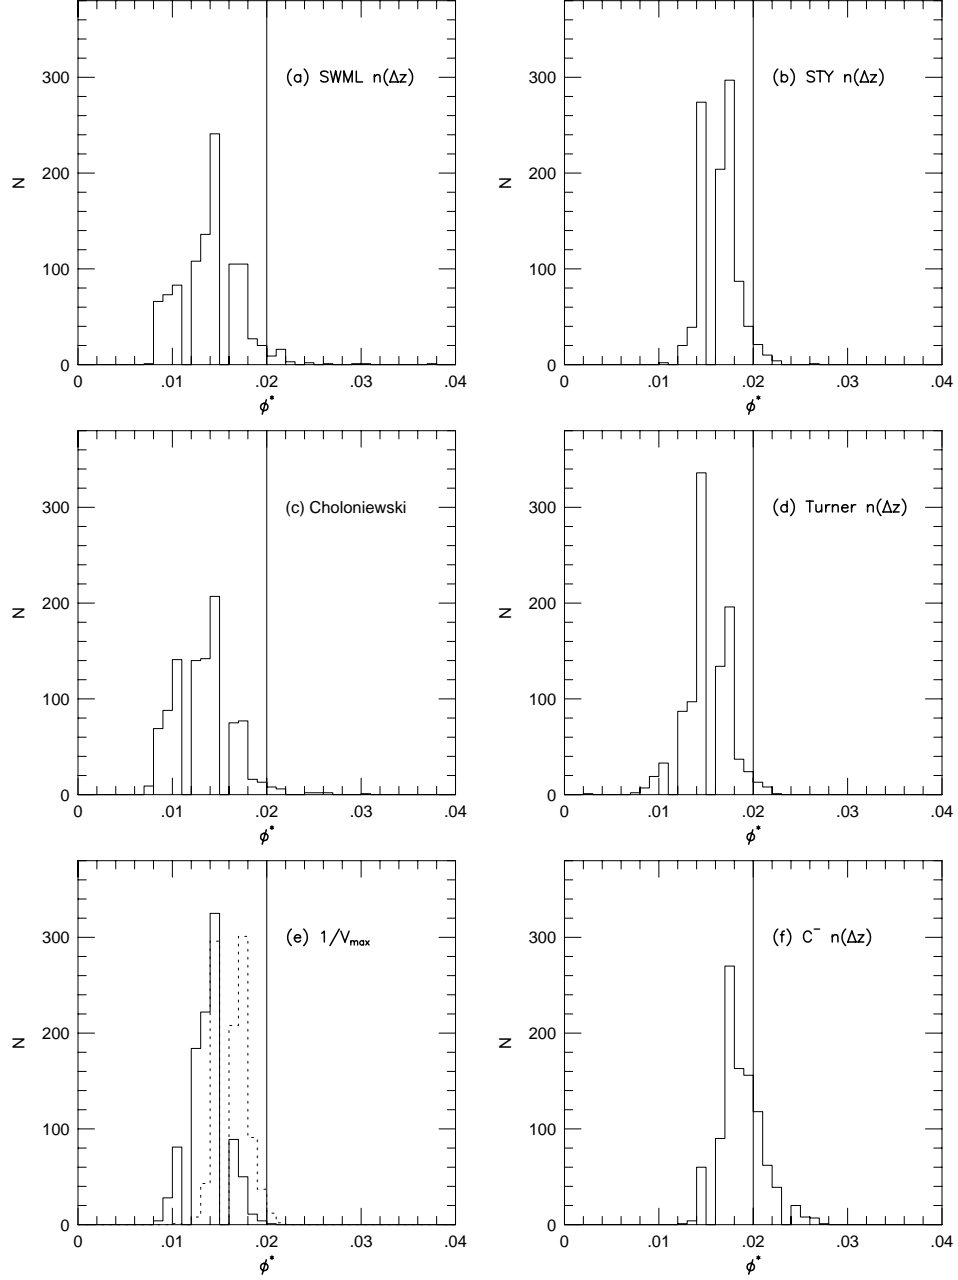 (a) SWML n(Δz)
300
200
100
0
N
0 .01 .02 .03 .04
ϕ*
(b) STY n(Δz)
300
200
100
0
N
0 .01 .02 .03 .04
ϕ*
(c) Choloniewski
300
200
100
0
N
0 .01 .02 .03 .04
ϕ*
(d) Turner n(Δz)
300
200
100
0
N
0 .01 .02 .03 .04
ϕ*
(e) 1/Vmax
300
200
100
0
N
0 .01 .02 .03 .04
ϕ*
(f) C⁻ n(Δz)
300
200
100
0
N
0 .01 .02 .03 .04
ϕ*